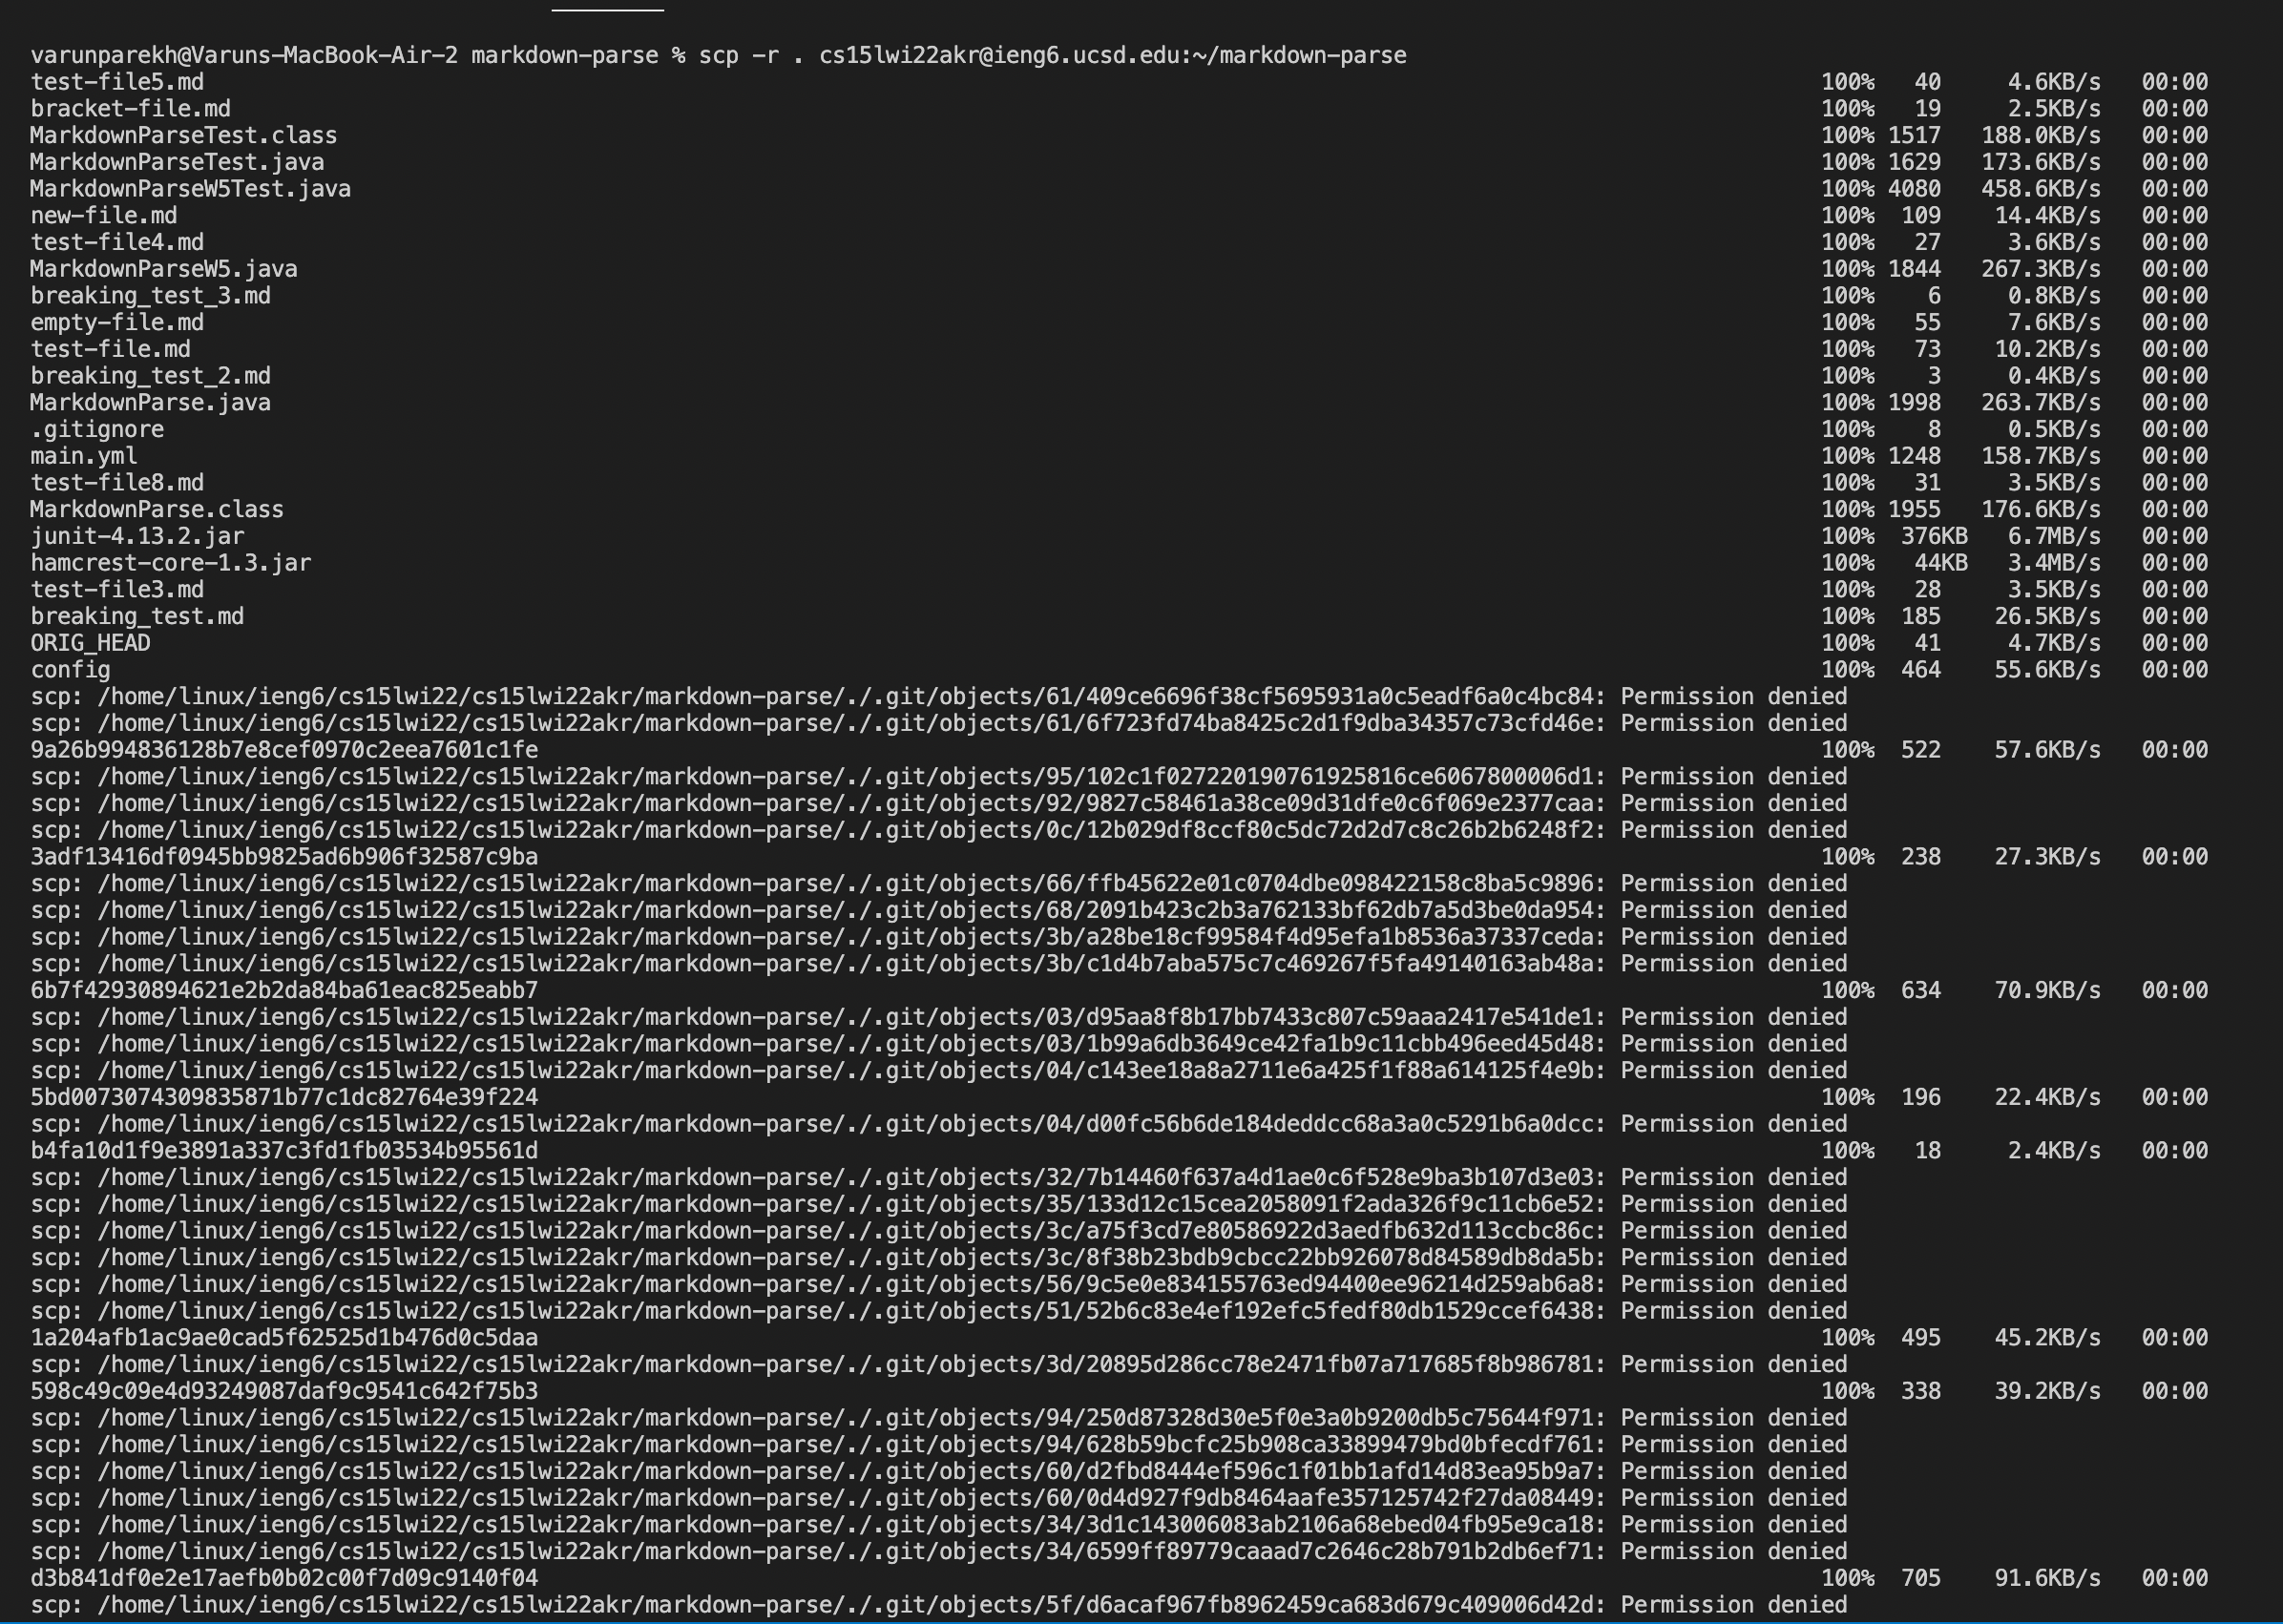 varunparekh@Varuns-MacBook-Air-2 markdown-parse % scp -r . cs15lwi22akr@ieng6.ucsd.edu:~/markdown-parse
test-file5.md 100% 40 4.6KB/s 00:00
bracket-file.md 100% 19 2.5KB/s 00:00
MarkdownParseTest.class 100% 1517 188.0KB/s 00:00
MarkdownParseTest.java 100% 1629 173.6KB/s 00:00
MarkdownParseW5Test.java 100% 4080 458.6KB/s 00:00
new-file.md 100% 109 14.4KB/s 00:00
test-file4.md 100% 27 3.6KB/s 00:00
MarkdownParseW5.java 100% 1844 267.3KB/s 00:00
breaking_test_3.md 100% 6 0.8KB/s 00:00
empty-file.md 100% 55 7.6KB/s 00:00
test-file.md 100% 73 10.2KB/s 00:00
breaking_test_2.md 100% 3 0.4KB/s 00:00
MarkdownParse.java 100% 1998 263.7KB/s 00:00
.gitignore 100% 8 0.5KB/s 00:00
main.yml 100% 1248 158.7KB/s 00:00
test-file8.md 100% 31 3.5KB/s 00:00
MarkdownParse.class 100% 1955 176.6KB/s 00:00
junit-4.13.2.jar 100% 376KB 6.7MB/s 00:00
hamcrest-core-1.3.jar 100% 44KB 3.4MB/s 00:00
test-file3.md 100% 28 3.5KB/s 00:00
breaking_test.md 100% 185 26.5KB/s 00:00
ORIG_HEAD 100% 41 4.7KB/s 00:00
config 100% 464 55.6KB/s 00:00
scp: /home/linux/ieng6/cs15lwi22/cs15lwi22akr/markdown-parse/./.git/objects/61/409ce6696f38cf5695931a0c5eadf6a0c4bc84: Permission denied
scp: /home/linux/ieng6/cs15lwi22/cs15lwi22akr/markdown-parse/./.git/objects/61/6f723fd74ba8425c2d1f9dba34357c73cfd46e: Permission denied
9a26b994836128b7e8cef0970c2eea7601c1fe 100% 522 57.6KB/s 00:00
scp: /home/linux/ieng6/cs15lwi22/cs15lwi22akr/markdown-parse/./.git/objects/95/102c1f027220190761925816ce6067800006d1: Permission denied
scp: /home/linux/ieng6/cs15lwi22/cs15lwi22akr/markdown-parse/./.git/objects/92/9827c58461a38ce09d31dfe0c6f069e2377caa: Permission denied
scp: /home/linux/ieng6/cs15lwi22/cs15lwi22akr/markdown-parse/./.git/objects/0c/12b029df8ccf80c5dc72d2d7c8c26b2b6248f2: Permission denied
3adf13416df0945bb9825ad6b906f32587c9ba 100% 238 27.3KB/s 00:00
scp: /home/linux/ieng6/cs15lwi22/cs15lwi22akr/markdown-parse/./.git/objects/66/ffb45622e01c0704dbe098422158c8ba5c9896: Permission denied
scp: /home/linux/ieng6/cs15lwi22/cs15lwi22akr/markdown-parse/./.git/objects/68/2091b423c2b3a762133bf62db7a5d3be0da954: Permission denied
scp: /home/linux/ieng6/cs15lwi22/cs15lwi22akr/markdown-parse/./.git/objects/3b/a28be18cf99584f4d95efa1b8536a37337ceda: Permission denied
scp: /home/linux/ieng6/cs15lwi22/cs15lwi22akr/markdown-parse/./.git/objects/3b/c1d4b7aba575c7c469267f5fa49140163ab48a: Permission denied
6b7f42930894621e2b2da84ba61eac825eabb7 100% 634 70.9KB/s 00:00
scp: /home/linux/ieng6/cs15lwi22/cs15lwi22akr/markdown-parse/./.git/objects/03/d95aa8f8b17bb7433c807c59aaa2417e541de1: Permission denied
scp: /home/linux/ieng6/cs15lwi22/cs15lwi22akr/markdown-parse/./.git/objects/03/1b99a6db3649ce42fa1b9c11cbb496eed45d48: Permission denied
scp: /home/linux/ieng6/cs15lwi22/cs15lwi22akr/markdown-parse/./.git/objects/04/c143ee18a8a2711e6a425f1f88a614125f4e9b: Permission denied
5bd0073074309835871b77c1dc82764e39f224 100% 196 22.4KB/s 00:00
scp: /home/linux/ieng6/cs15lwi22/cs15lwi22akr/markdown-parse/./.git/objects/04/d00fc56b6de184deddcc68a3a0c5291b6a0dcc: Permission denied
b4fa10d1f9e3891a337c3fd1fb03534b95561d 100% 18 2.4KB/s 00:00
scp: /home/linux/ieng6/cs15lwi22/cs15lwi22akr/markdown-parse/./.git/objects/32/7b14460f637a4d1ae0c6f528e9ba3b107d3e03: Permission denied
scp: /home/linux/ieng6/cs15lwi22/cs15lwi22akr/markdown-parse/./.git/objects/35/133d12c15cea2058091f2ada326f9c11cb6e52: Permission denied
scp: /home/linux/ieng6/cs15lwi22/cs15lwi22akr/markdown-parse/./.git/objects/3c/a75f3cd7e80586922d3aedfb632d113ccbc86c: Permission denied
scp: /home/linux/ieng6/cs15lwi22/cs15lwi22akr/markdown-parse/./.git/objects/3c/8f38b23bdb9cbcc22bb926078d84589db8da5b: Permission denied
scp: /home/linux/ieng6/cs15lwi22/cs15lwi22akr/markdown-parse/./.git/objects/56/9c5e0e834155763ed94400ee96214d259ab6a8: Permission denied
scp: /home/linux/ieng6/cs15lwi22/cs15lwi22akr/markdown-parse/./.git/objects/51/52b6c83e4ef192efc5fedf80db1529ccef6438: Permission denied
1a204afb1ac9ae0cad5f62525d1b476d0c5daa 100% 495 45.2KB/s 00:00
scp: /home/linux/ieng6/cs15lwi22/cs15lwi22akr/markdown-parse/./.git/objects/3d/20895d286cc78e2471fb07a717685f8b986781: Permission denied
598c49c09e4d93249087daf9c9541c642f75b3 100% 338 39.2KB/s 00:00
scp: /home/linux/ieng6/cs15lwi22/cs15lwi22akr/markdown-parse/./.git/objects/94/250d87328d30e5f0e3a0b9200db5c75644f971: Permission denied
scp: /home/linux/ieng6/cs15lwi22/cs15lwi22akr/markdown-parse/./.git/objects/94/628b59bcfc25b908ca33899479bd0bfecdf761: Permission denied
scp: /home/linux/ieng6/cs15lwi22/cs15lwi22akr/markdown-parse/./.git/objects/60/d2fbd8444ef596c1f01bb1afd14d83ea95b9a7: Permission denied
scp: /home/linux/ieng6/cs15lwi22/cs15lwi22akr/markdown-parse/./.git/objects/60/0d4d927f9db8464aafe357125742f27da08449: Permission denied
scp: /home/linux/ieng6/cs15lwi22/cs15lwi22akr/markdown-parse/./.git/objects/34/3d1c143006083ab2106a68ebed04fb95e9ca18: Permission denied
scp: /home/linux/ieng6/cs15lwi22/cs15lwi22akr/markdown-parse/./.git/objects/34/6599ff89779caaad7c2646c28b791b2db6ef71: Permission denied
d3b841df0e2e17aefb0b02c00f7d09c9140f04 100% 705 91.6KB/s 00:00
scp: /home/linux/ieng6/cs15lwi22/cs15lwi22akr/markdown-parse/./.git/objects/5f/d6acaf967fb8962459ca683d679c409006d42d: Permission denied